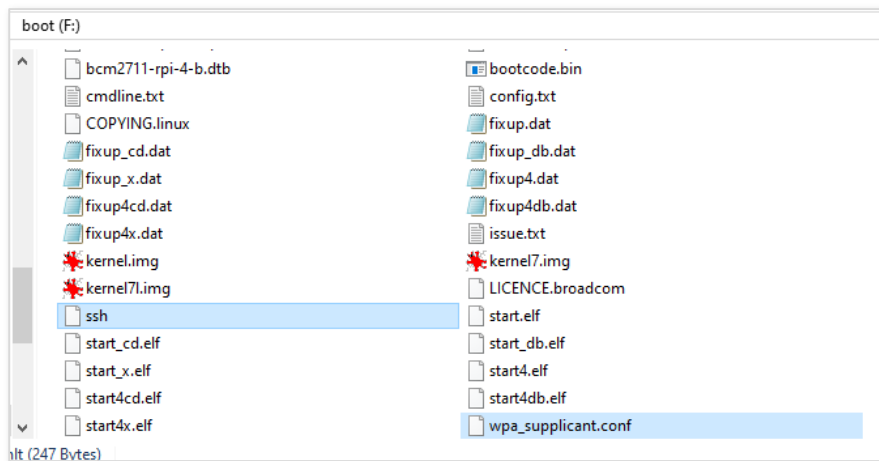 boot (F:)
bcm2711-rpi-4-b.dtb bootcode.bin
cmdline.txt config.txt
COPYING.linux fixup.dat
fixup_cd.dat fixup_db.dat
fixup_x.dat fixup4.dat
fixup4cd.dat fixup4db.dat
fixup4x.dat issue.txt
kernel.img kernel7.img
kernel7l.img LICENCE.broadcom
ssh start.elf
start_cd.elf start_db.elf
start_x.elf start4.elf
start4cd.elf start4db.elf
start4x.elf wpa_supplicant.conf
(247 Bytes)